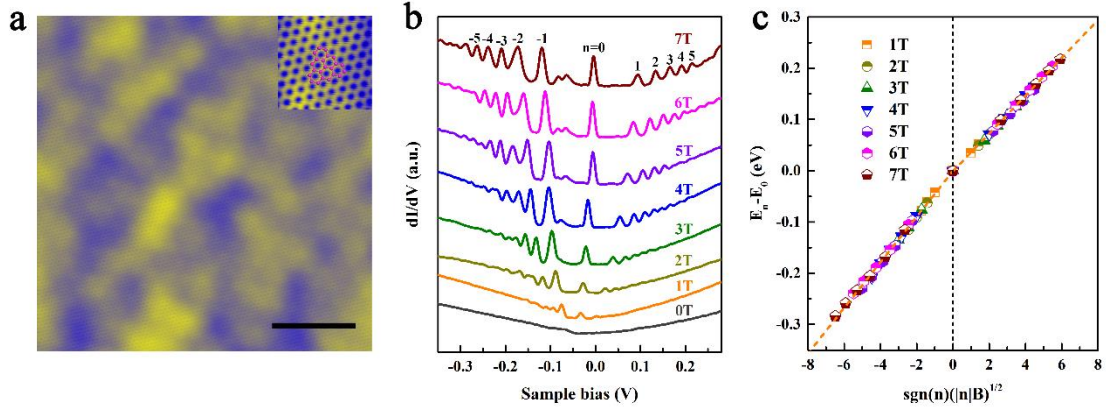 a
b
c
-5 -4 -3 -2 -1 n=0 7T
1 2 3 4 5
6T
5T
4T
3T
2T
1T
0T
dI/dV (a.u.)
-0.3 -0.2 -0.1 0.0 0.1 0.2
Sample bias (V)
0.3
0.2
0.1
0.0
-0.1
-0.2
-0.3
Eₙ-E₀ (eV)
1T
2T
3T
4T
5T
6T
7T
-8 -6 -4 -2 0 2 4 6 8
sgn(n)(|n|B)¹/²